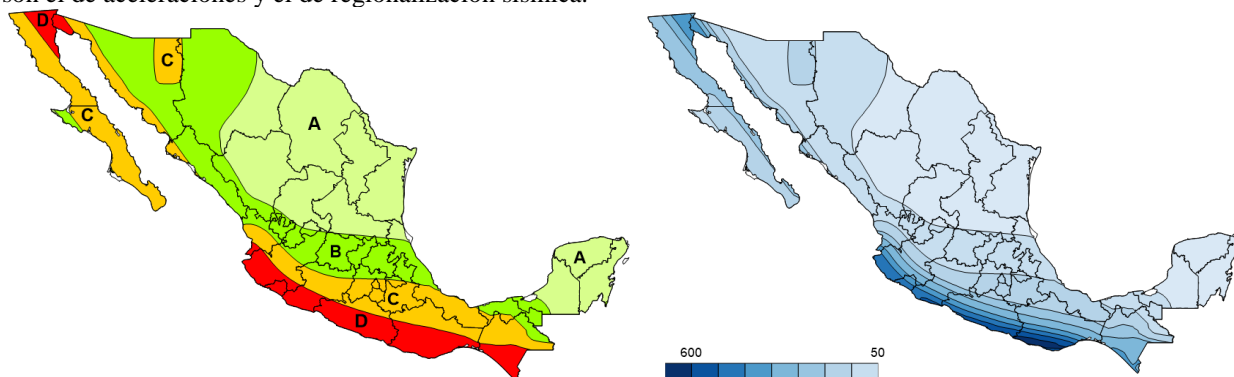 son el de aceleraciones y el de regionalización sísmica.
D
C
C
A
B
A
C
D
600 50